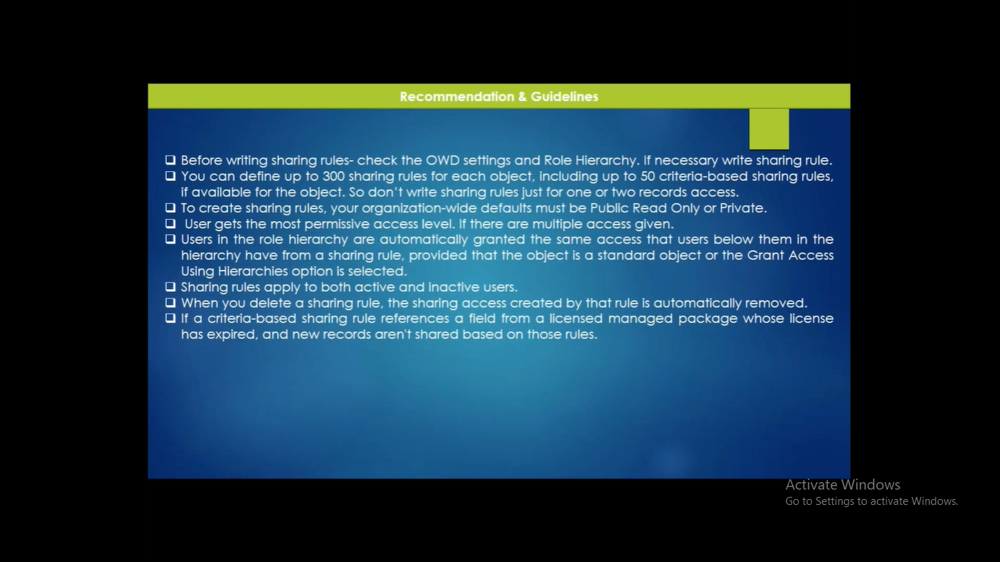 Recommendation & Guidelines
❑ Before writing sharing rules- check the OWD settings and Role Hierarchy. If necessary write sharing rule.
❑ You can define up to 300 sharing rules for each object, including up to 50 criteria-based sharing rules,
if available for the object. So don't write sharing rules just for one or two records access.
❑ To create sharing rules, your organization-wide defaults must be Public Read Only or Private.
❑ User gets the most permissive access level. If there are multiple access given.
❑ Users in the role hierarchy are automatically granted the same access that users below them in the
hierarchy have from a sharing rule, provided that the object is a standard object or the Grant Access
Using Hierarchies option is selected.
❑ Sharing rules apply to both active and inactive users.
❑ When you delete a sharing rule, the sharing access created by that rule is automatically removed.
❑ If a criteria-based sharing rule references a field from a licensed managed package whose license
has expired, and new records aren't shared based on those rules.
Activate Windows
Go to Settings to activate Windows.